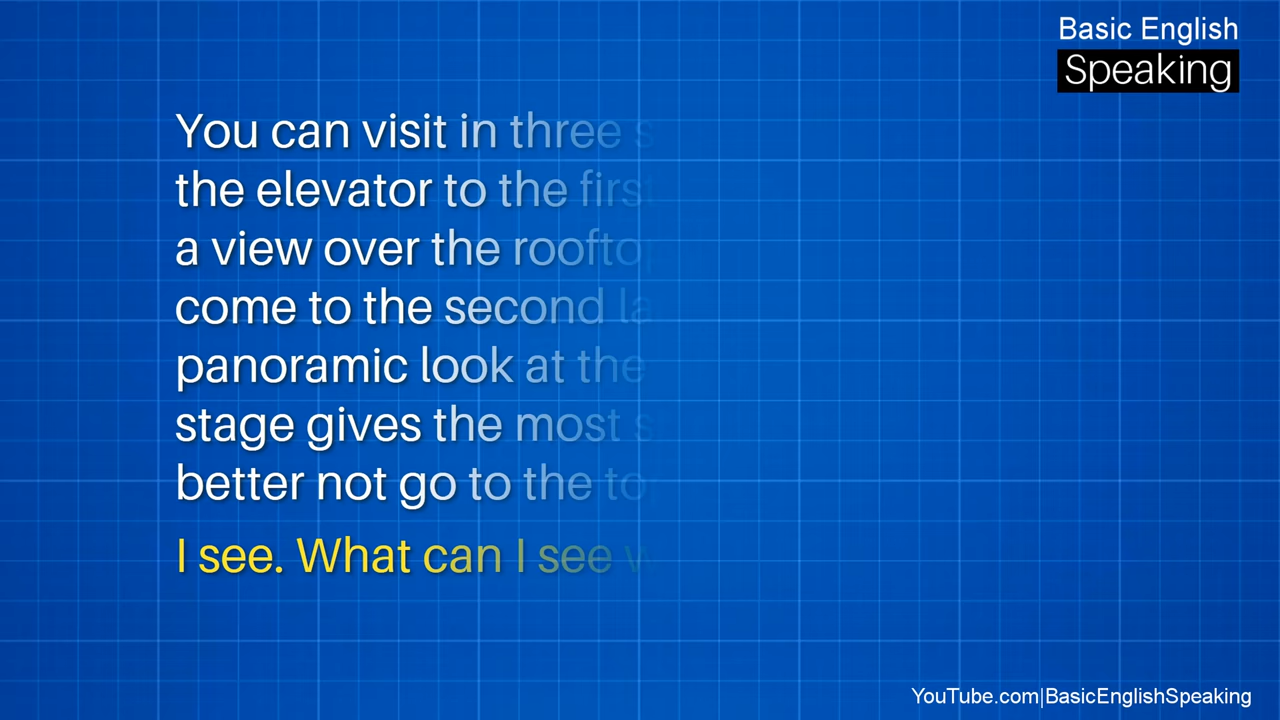 Basic English
Speaking
You can visit in three
the elevator to the
a view over the
come to the second
panoramic look at the
stage gives the most
better not go to the
I see. What can I see
YouTube.com|BasicEnglishSpeaking